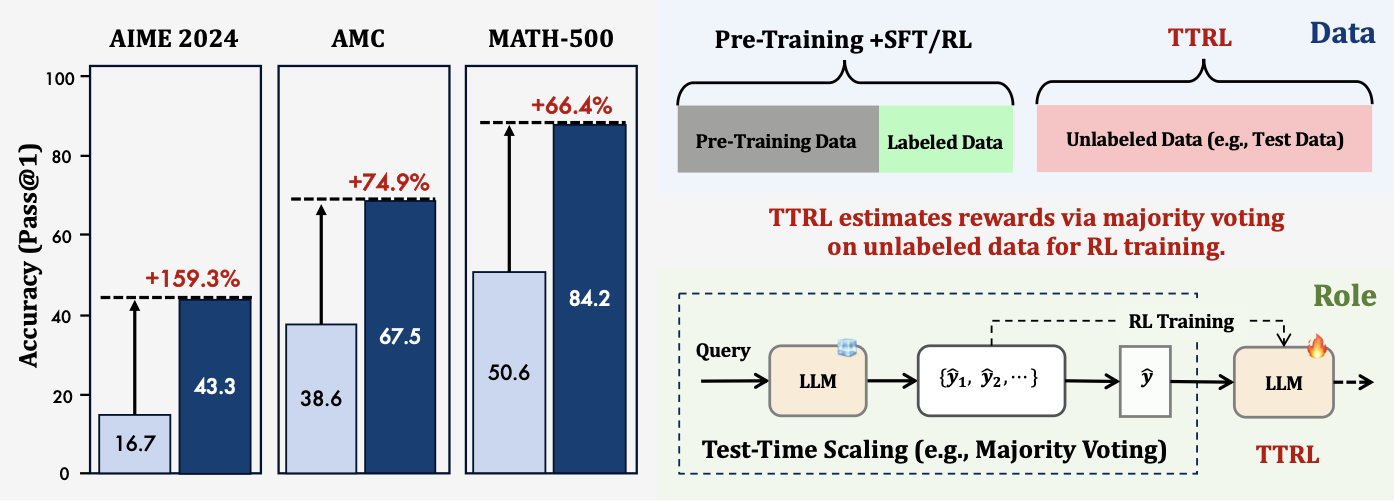 AIME 2024
AMC
MATH-500
Accuracy (Pass@1)
100
80
60
40
20
0
+159.3%
16.7
43.3
+74.9%
38.6
67.5
+66.4%
50.6
84.2
Data
Pre-Training +SFT/RL
TTRL
Pre-Training Data
Labeled Data
Unlabeled Data (e.g., Test Data)
TTRL estimates rewards via majority voting
on unlabeled data for RL training.
Role
RL Training
Query
LLM
{ŷ₁, ŷ₂,⋯}
ŷ
LLM
Test-Time Scaling (e.g., Majority Voting)
TTRL